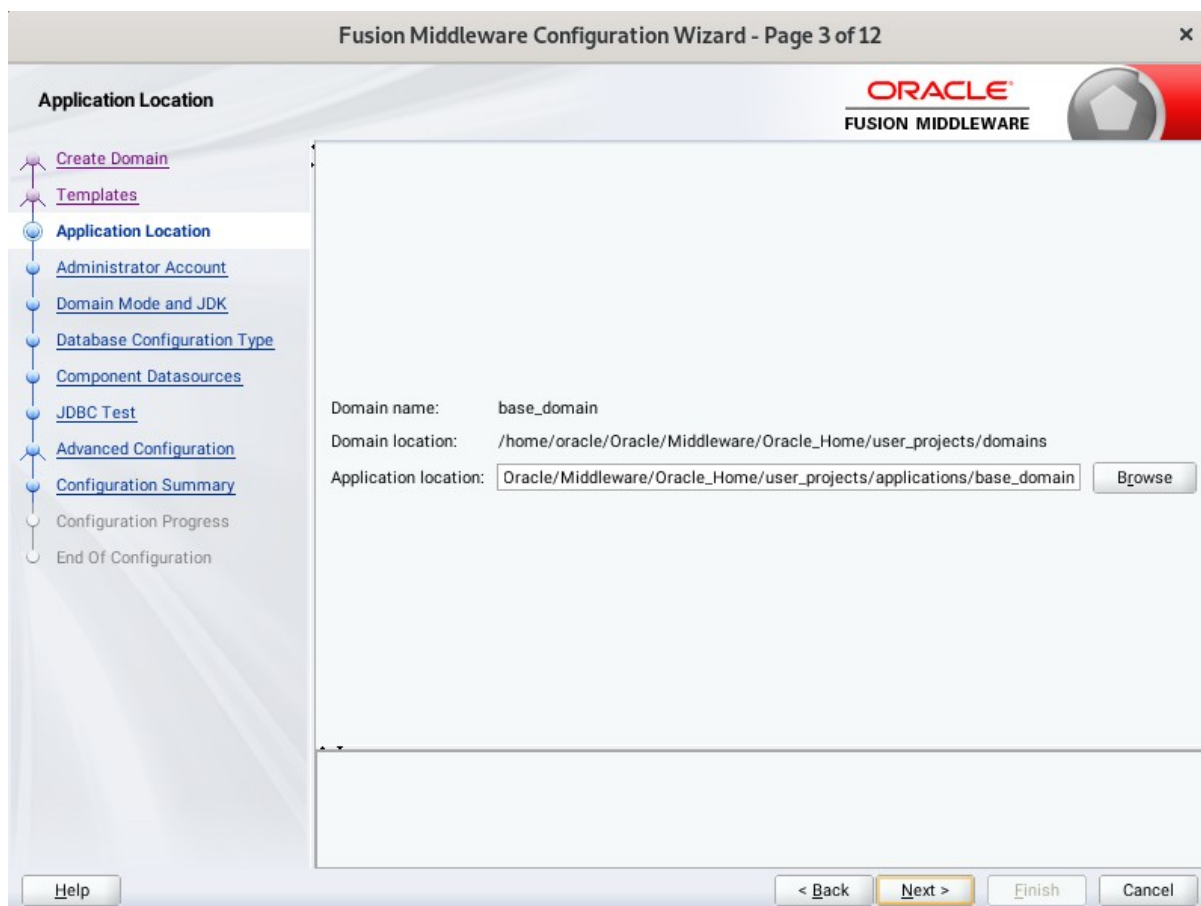 Fusion Middleware Configuration Wizard - Page 3 of 12
Application Location
ORACLE
FUSION MIDDLEWARE
Create Domain
Templates
Application Location
Administrator Account
Domain Mode and JDK
Database Configuration Type
Component Datasources
JDBC Test
Advanced Configuration
Configuration Summary
Configuration Progress
End Of Configuration
Domain name: base_domain
Domain location: /home/oracle/Oracle/Middleware/Oracle_Home/user_projects/domains
Application location: Oracle/Middleware/Oracle_Home/user_projects/applications/base_domain Browse
Help < Back Next > Finish Cancel